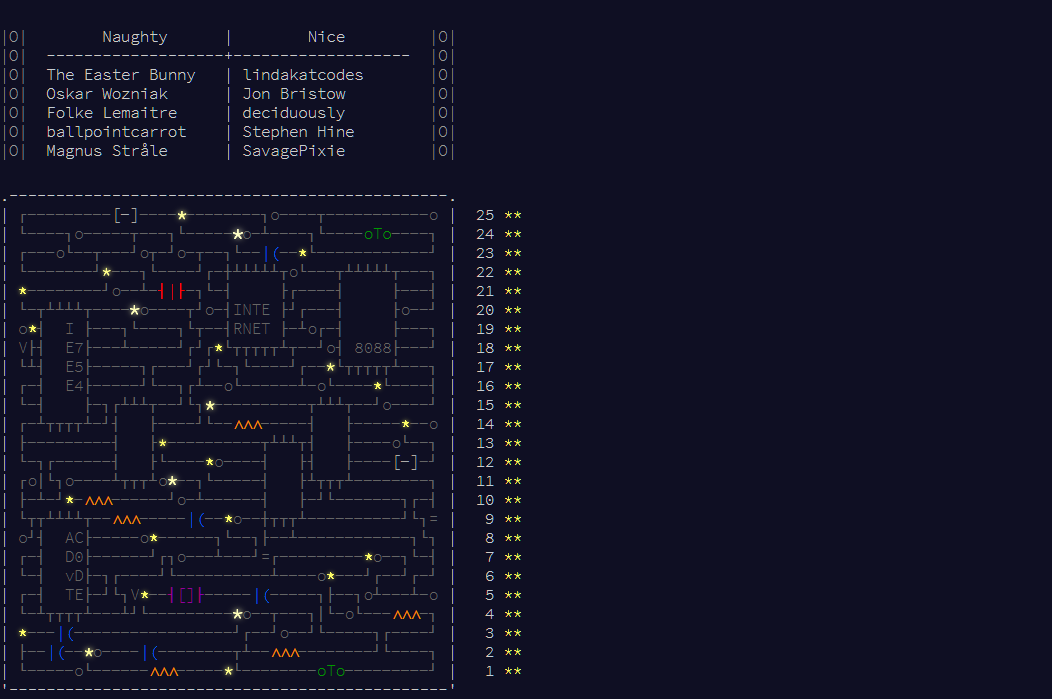 |O| Naughty | Nice |O|
|O| -------------------+------------------- |O|
|O| The Easter Bunny | lindakatcodes |O|
|O| Oskar Wozniak | Jon Bristow |O|
|O| Folke Lemaitre | deciduously |O|
|O| ballpointcarrot | Stephen Hine |O|
|O| Magnus Stråle | SavagePixie |O|
25 **
oTo 24 **
23 **
22 **
21 **
INTE 20 **
I RNET 19 **
E7 8088 18 **
E5 17 **
E4 16 **
15 **
14 **
13 **
12 **
11 **
10 **
9 **
AC 8 **
D0 7 **
vD 6 **
TE V 5 **
4 **
3 **
2 **
oTo 1 **